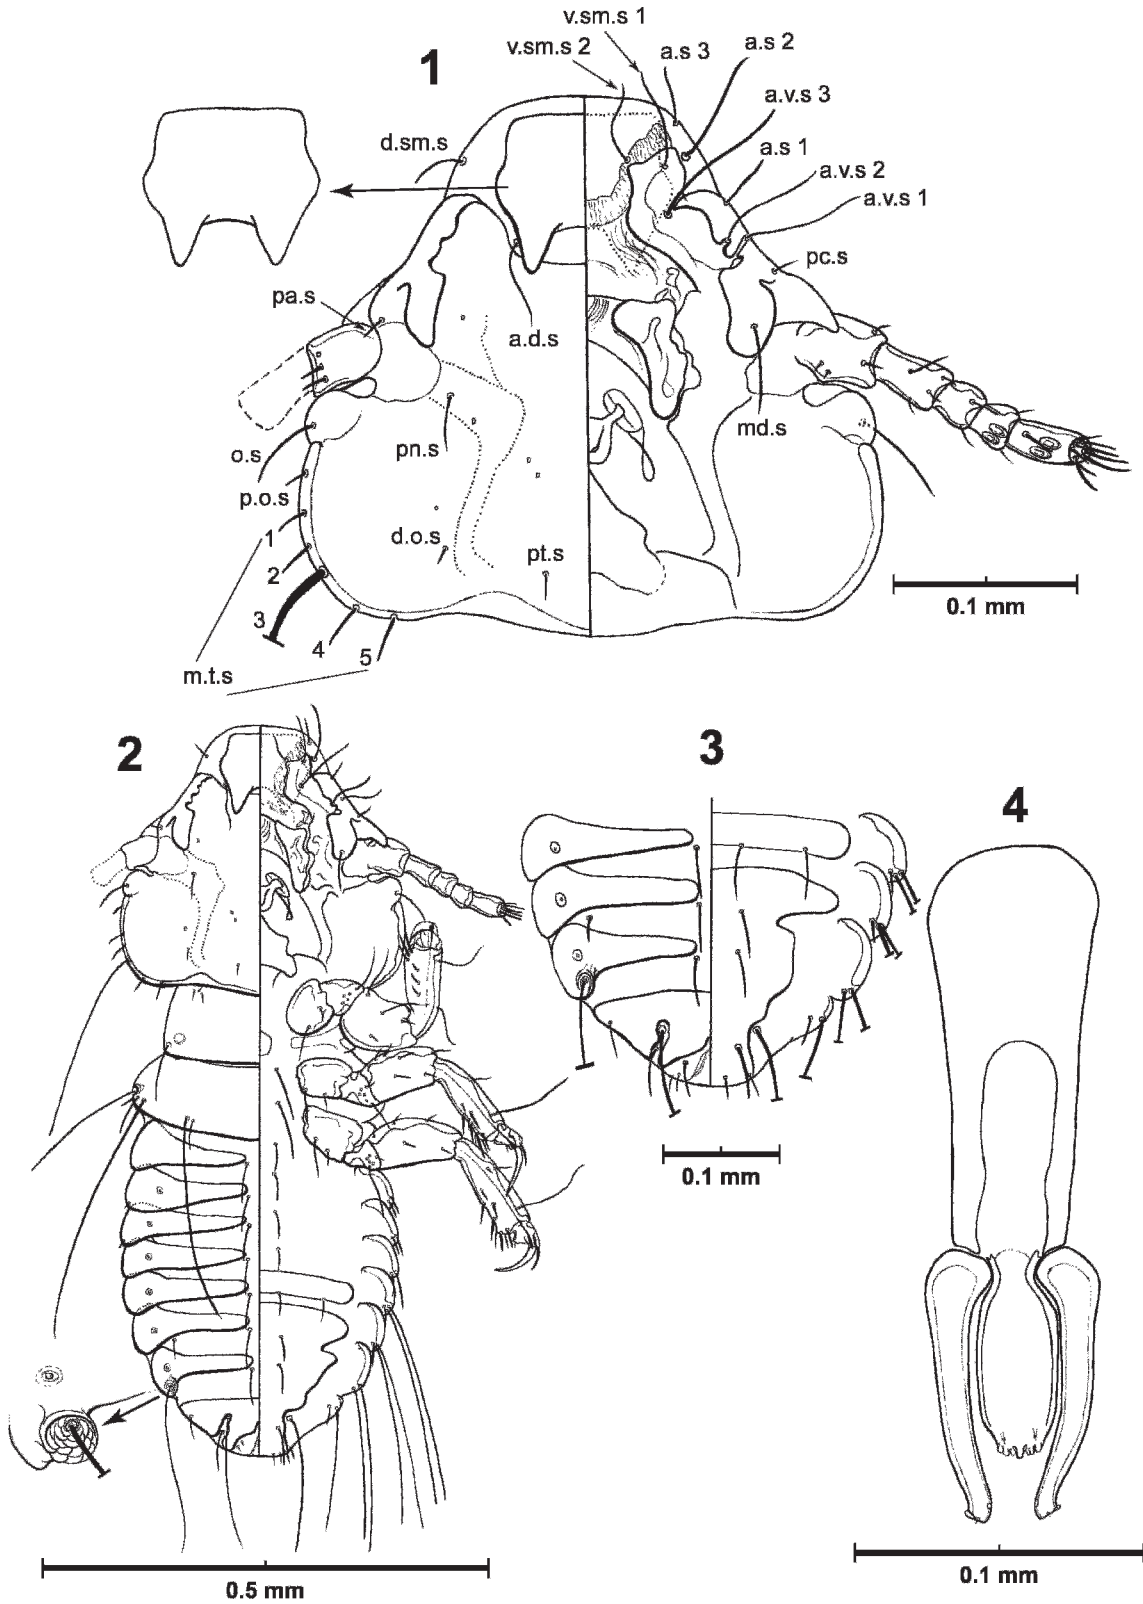 v.sm.s 1
v.sm.s 2
a.s 3
a.s 2
1
a.v.s 3
d.sm.s
a.s 1
a.v.s 2
a.v.s 1
pc.s
pa.s
a.d.s
md.s
o.s
pn.s
p.o.s
1
d.o.s
pt.s
2
0.1 mm
3
4
5
m.t.s
2
3
4
0.1 mm
0.5 mm
0.1 mm